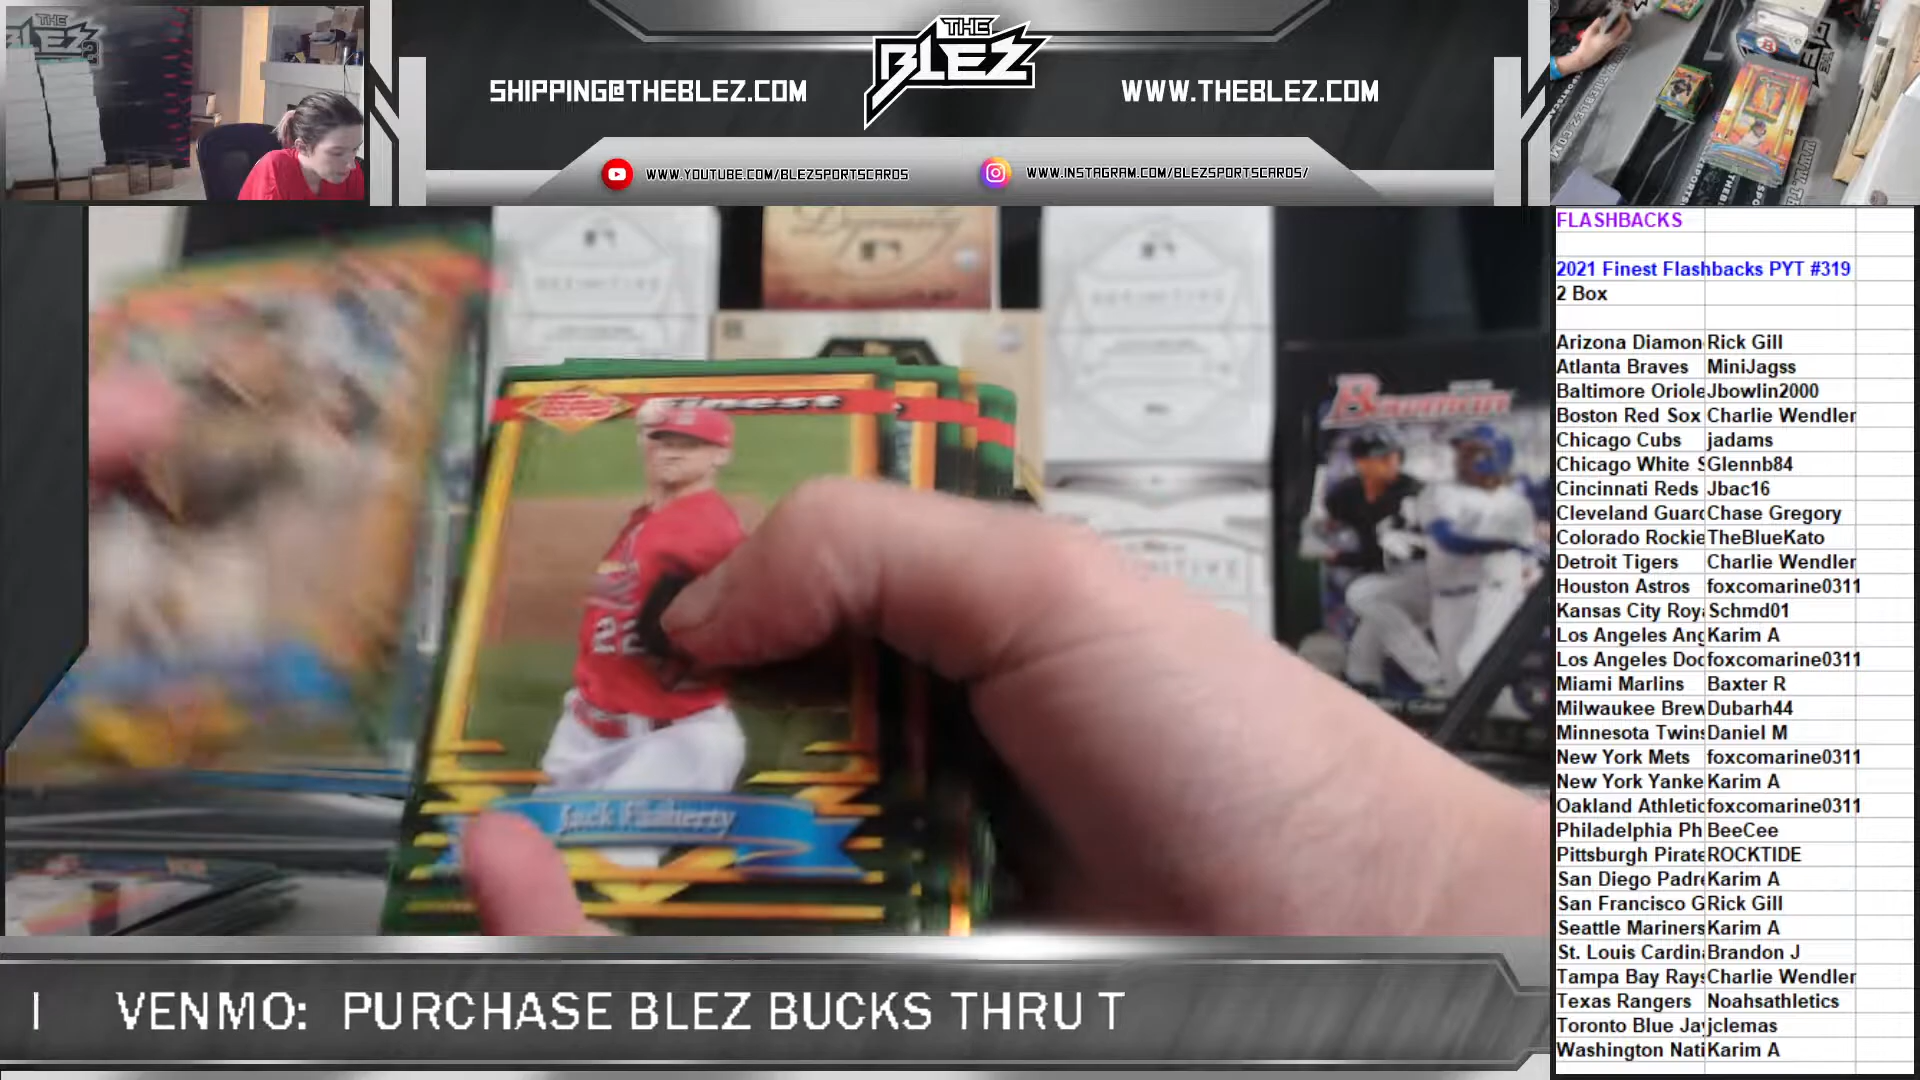 THE
BLEZ
SHIPPING@THEBLEZ.COM
WWW.THEBLEZ.COM
WWW.YOUTUBE.COM/BLEZSPORTSCARDS
WWW.INSTAGRAM.COM/BLEZSPORTSCARDS/
FLASHBACKS
2021 Finest Flashbacks PYT #319
2 Box
Arizona Diamon Rick Gill
Atlanta Braves MiniJagss
Baltimore Oriole Jbowlin2000
Boston Red Sox Charlie Wendler
Chicago Cubs jadams
Chicago White S Glennb84
Cincinnati Reds Jbac16
Cleveland Guard Chase Gregory
Colorado Rockie TheBlueKato
Detroit Tigers Charlie Wendler
Houston Astros foxcomarine0311
Kansas City Roya Schmd01
Los Angeles Ang Karim A
Los Angeles Dod foxcomarine0311
Miami Marlins Baxter R
Milwaukee Brew Dubarh44
Minnesota Twins Daniel M
New York Mets foxcomarine0311
New York Yanke Karim A
Oakland Athletic foxcomarine0311
Philadelphia Ph BeeCee
Pittsburgh Pirate ROCKTIDE
San Diego Padre Karim A
San Francisco G Rick Gill
Seattle Mariners Karim A
St. Louis Cardina Brandon J
Tampa Bay Rays Charlie Wendler
Texas Rangers Noahsathletics
Toronto Blue Jay jclemas
Washington Nati Karim A
Finest
Jack Flaherty
Dynasty
Bowman
I VENMO: PURCHASE BLEZ BUCKS THRU T